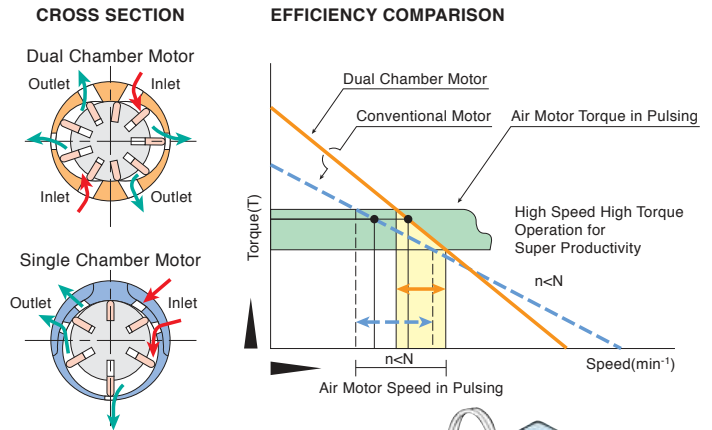 CROSS SECTION
Dual Chamber Motor
Outlet
Inlet
Inlet
Outlet
Single Chamber Motor
Outlet
Inlet
EFFICIENCY COMPARISON
Dual Chamber Motor
Conventional Motor
Air Motor Torque in Pulsing
Torque(T)
High Speed High Torque
Operation for
Super Productivity
n<N
n<N
Speed(min-1)
Air Motor Speed in Pulsing